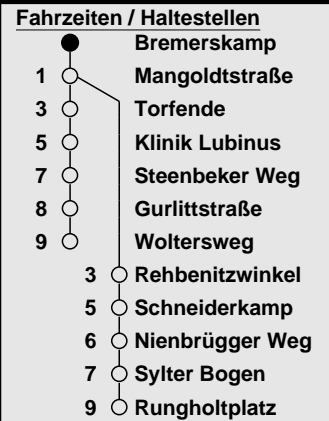 Fahrzeiten / Haltestellen
Bremerskamp
1 Mangoldtstraße
3 Torfende
5 Klinik Lubinus
7 Steenbeker Weg
8 Gurlittstraße
9 Woltersweg
3 Rehbenitzwinkel
5 Schneiderkamp
6 Nienbrügger Weg
7 Sylter Bogen
9 Rungholtplatz